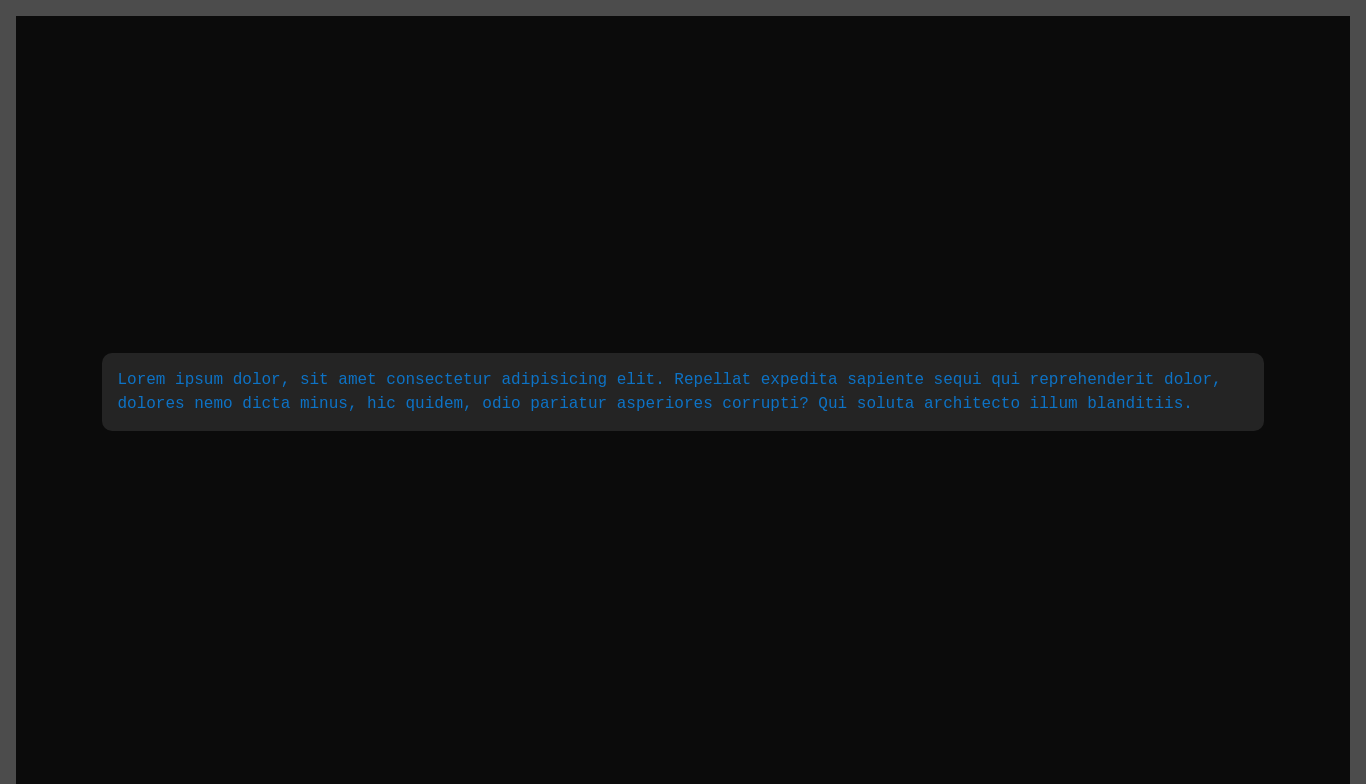 Lorem ipsum dolor, sit amet consectetur adipisicing elit. Repellat expedita sapiente sequi qui reprehenderit dolor,
dolores nemo dicta minus, hic quidem, odio pariatur asperiores corrupti? Qui soluta architecto illum blanditiis.